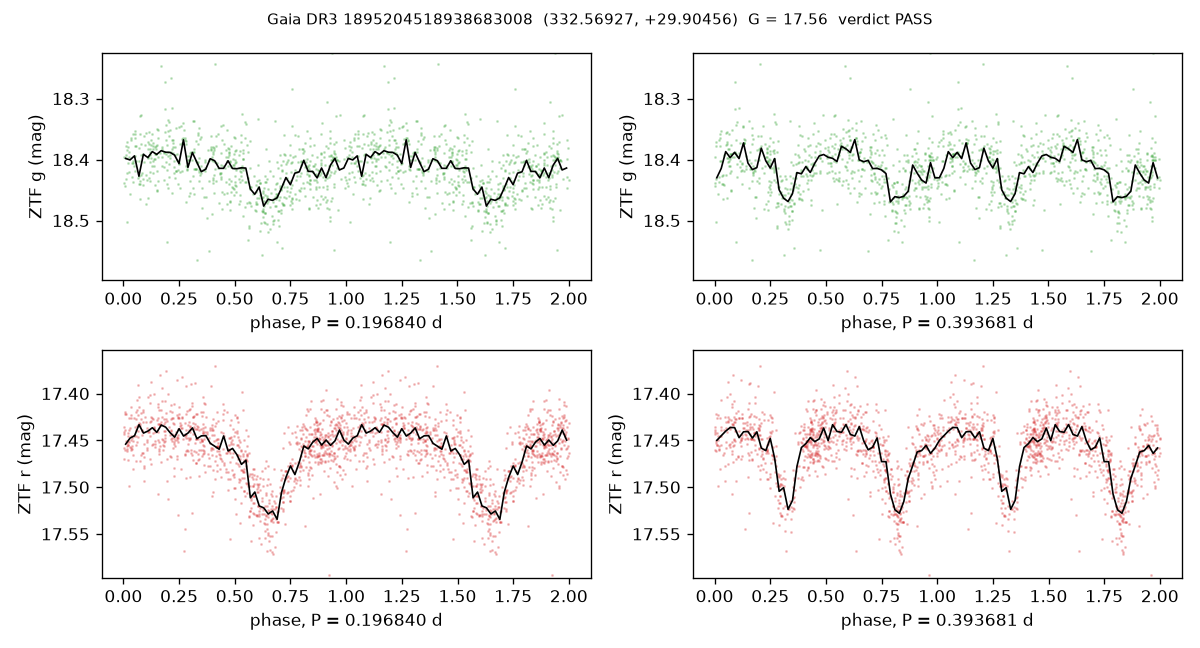 Gaia DR3 1895204518938683008 (332.56927, +29.90456) G = 17.56 verdict PASS
ZTF g (mag)
18.3
18.4
18.5
0.00 0.25 0.50 0.75 1.00 1.25 1.50 1.75 2.00
phase, P = 0.196840 d
ZTF g (mag)
18.3
18.4
18.5
0.00 0.25 0.50 0.75 1.00 1.25 1.50 1.75 2.00
phase, P = 0.393681 d
ZTF r (mag)
17.40
17.45
17.50
17.55
0.00 0.25 0.50 0.75 1.00 1.25 1.50 1.75 2.00
phase, P = 0.196840 d
ZTF r (mag)
17.40
17.45
17.50
17.55
0.00 0.25 0.50 0.75 1.00 1.25 1.50 1.75 2.00
phase, P = 0.393681 d